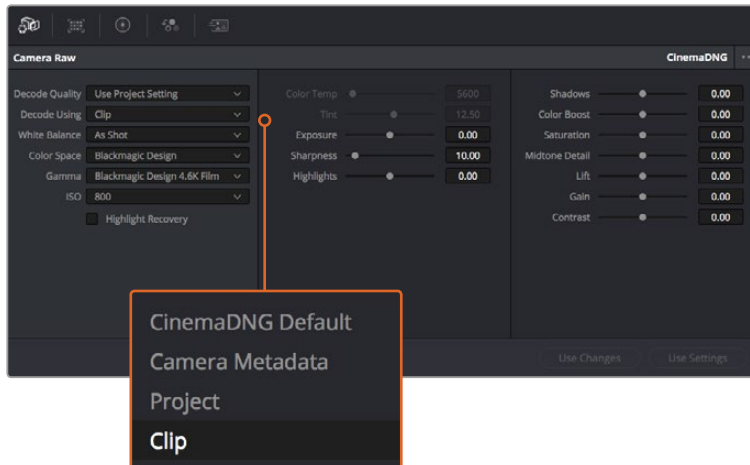 Camera Raw
CinemaDNG
Decode Quality Use Project Setting
Decode Using Clip
White Balance As Shot
Color Space Blackmagic Design
Gamma Blackmagic Design 4.6K Film
ISO 800
Highlight Recovery
Color Temp 5600
Tint 12.50
Exposure 0.00
Sharpness 10.00
Highlights 0.00
Shadows 0.00
Color Boost 0.00
Saturation 0.00
Midtone Detail 0.00
Lift 0.00
Gain 0.00
Contrast 0.00
Use Changes
Use Settings
CinemaDNG Default
Camera Metadata
Project
Clip